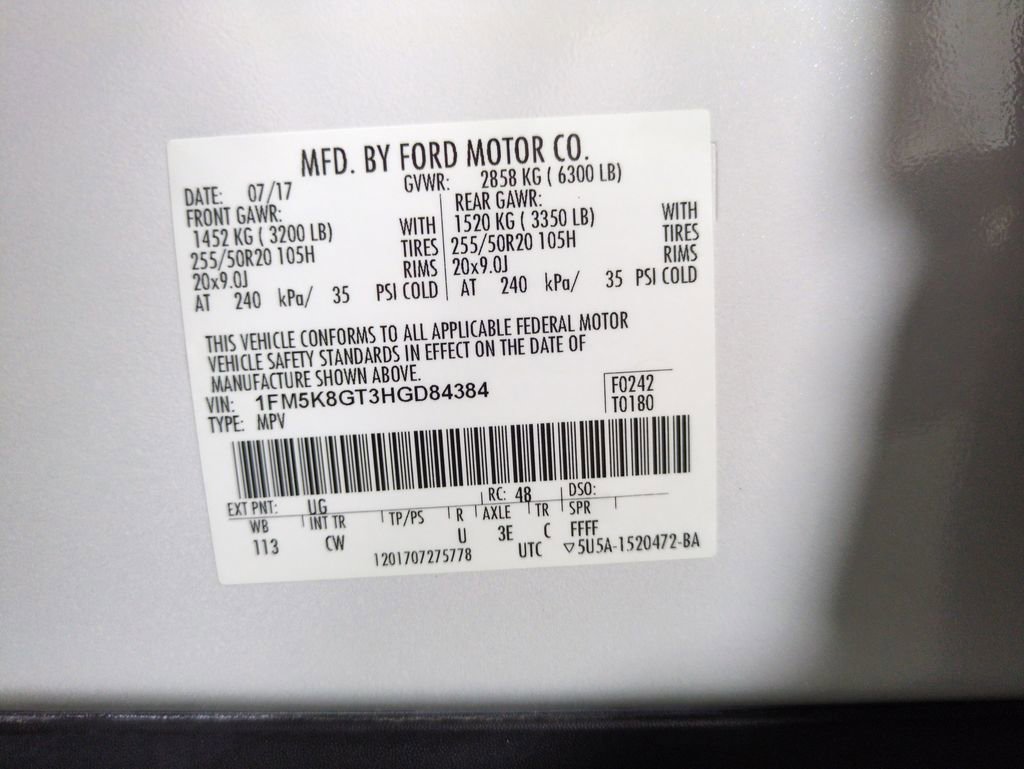 MFD. BY FORD MOTOR CO.
DATE: 07/17 GVWR: 2858 KG ( 6300 LB)
FRONT GAWR: REAR GAWR:
1452 KG ( 3200 LB) WITH 1520 KG ( 3350 LB) WITH
255/50R20 105H TIRES 255/50R20 105H TIRES
20x9.0J RIMS 20x9.0J RIMS
AT 240 kPa/ 35 PSI COLD AT 240 kPa/ 35 PSI COLD
THIS VEHICLE CONFORMS TO ALL APPLICABLE FEDERAL MOTOR
VEHICLE SAFETY STANDARDS IN EFFECT ON THE DATE OF
MANUFACTURE SHOWN ABOVE.
VIN: 1FM5K8GT3HGD84384 F0242
TYPE: MPV T0180
EXT PNT: UG RC: 48 DSO:
WB INT TR TP/PS R AXLE TR SPR
113 CW U 3E C FFFF
1201707275778 UTC ▽5U5A-1520472-BA